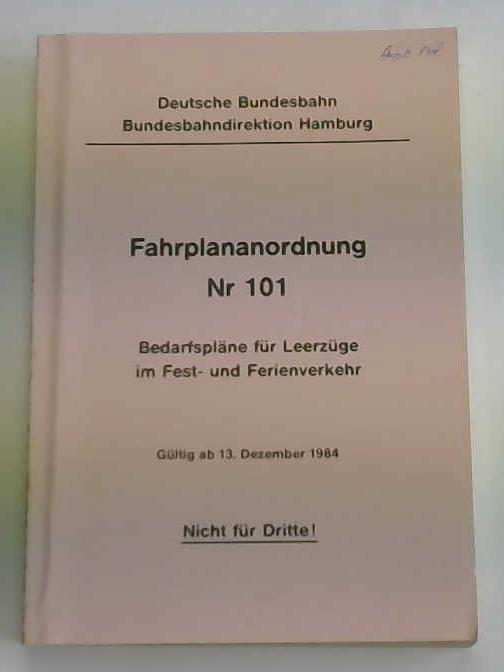 Deutsche Bundesbahn
Bundesbahndirektion Hamburg
Fahrplananordnung
Nr 101
Bedarfspläne für Leerzüge
im Fest- und Ferienverkehr
Gültig ab 13. Dezember 1984
Nicht für Dritte!